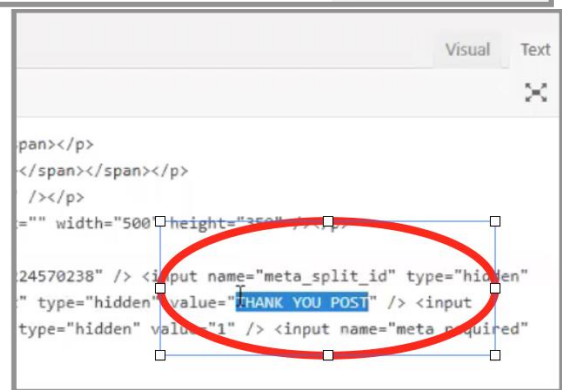 Visual Text
pan></p>
</span></span></p>
/></p>
="" width="500" height="350" /></p>
24570238" /> <input name="meta_split_id" type="hidden"
" type="hidden" value="THANK YOU POST" /> <input
type="hidden" value="1" /> <input name="meta_required"